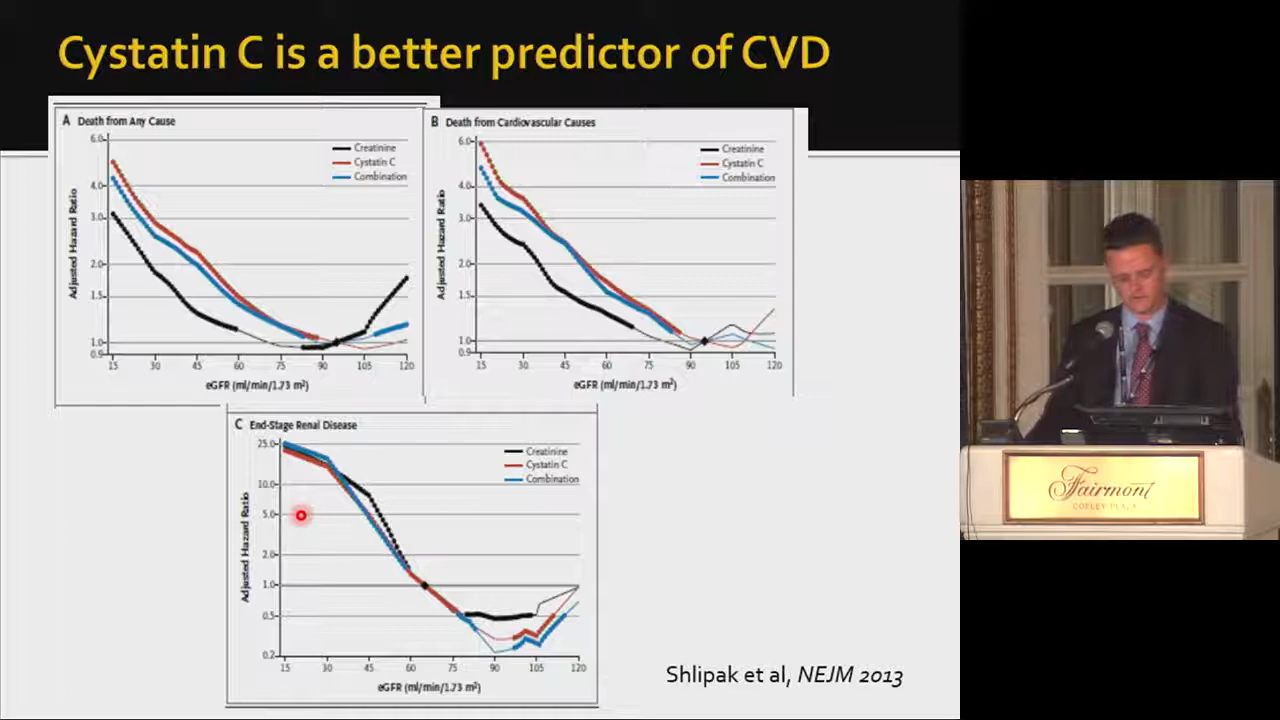 Cystatin C is a better predictor of CVD
A Death from Any Cause
6.0
4.0
3.0
2.0
1.5
1.0
0.9
Adjusted Hazard Ratio
Creatinine
Cystatin C
Combination
15 30 45 60 75 90 105 120
eGFR (ml/min/1.73 m²)
B Death from Cardiovascular Causes
6.0
4.0
3.0
2.0
1.5
1.0
0.9
Adjusted Hazard Ratio
Creatinine
Cystatin C
Combination
15 30 45 60 75 90 105 120
eGFR (ml/min/1.73 m²)
C End-Stage Renal Disease
25.0
10.0
5.0
2.0
1.0
0.5
0.2
Adjusted Hazard Ratio
Creatinine
Cystatin C
Combination
15 30 45 60 75 90 105 120
eGFR (ml/min/1.73 m²)
Shlipak et al, NEJM 2013
Fairmont
COPLEY PLAZA